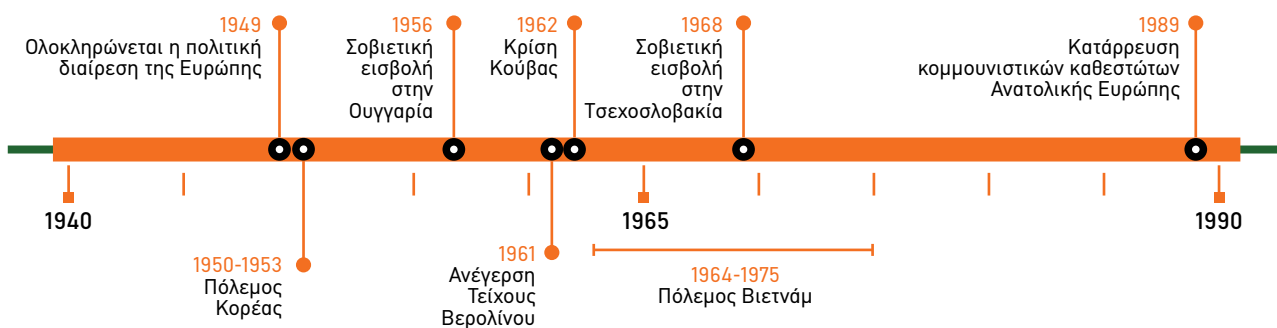 1949
Ολοκληρώνεται η πολιτική
διαίρεση της Ευρώπης
1956
Σοβιετική
εισβολή
στην
Ουγγαρία
1962
Κρίση
Κούβας
1968
Σοβιετική
εισβολή
στην
Τσεχοσλοβακία
1989
Κατάρρευση
κομμουνιστικών καθεστώτων
Ανατολικής Ευρώπης
1940
1965
1990
1950-1953
Πόλεμος
Κορέας
1961
Ανέγερση
Τείχους
Βερολίνου
1964-1975
Πόλεμος Βιετνάμ